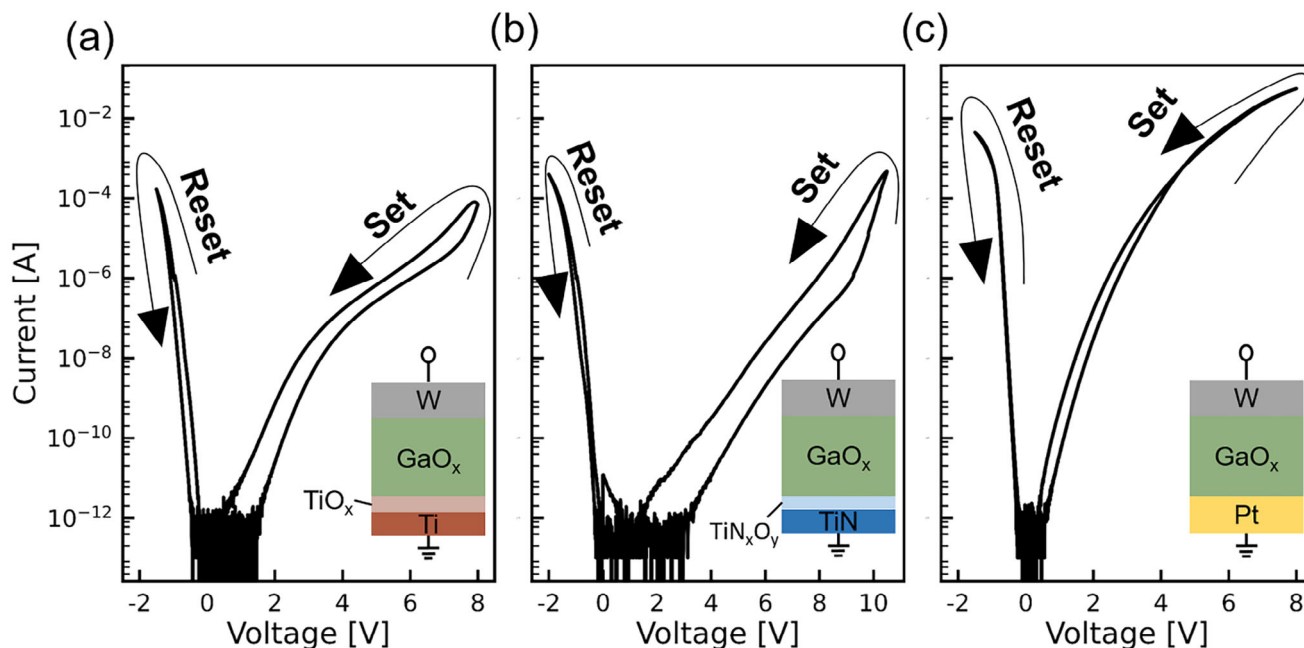 (a)
Reset
Set
W
GaOₓ
TiOₓ
Ti
Current [A]
10⁻²
10⁻⁴
10⁻⁶
10⁻⁸
10⁻¹⁰
10⁻¹²
-2 0 2 4 6 8
Voltage [V]
(b)
Reset
Set
W
GaOₓ
TiNₓOᵧ
TiN
-2 0 2 4 6 8 10
Voltage [V]
(c)
Reset
Set
W
GaOₓ
Pt
-2 0 2 4 6 8
Voltage [V]